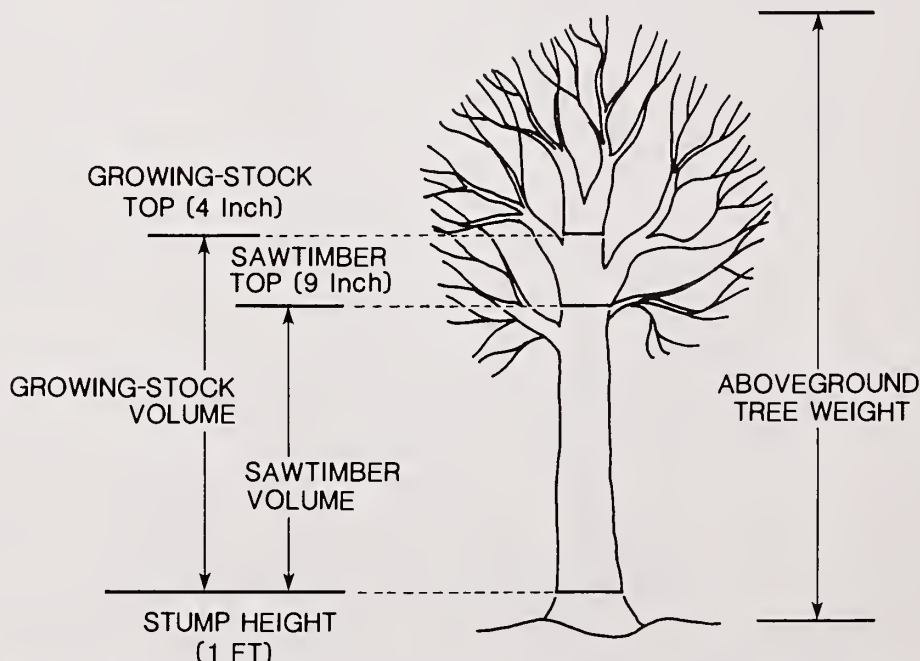 GROWING-STOCK
TOP (4 Inch)
SAWTIMBER
TOP (9 Inch)
GROWING-STOCK
VOLUME
SAWTIMBER
VOLUME
ABOVEGROUND
TREE WEIGHT
STUMP HEIGHT
(1 FT)